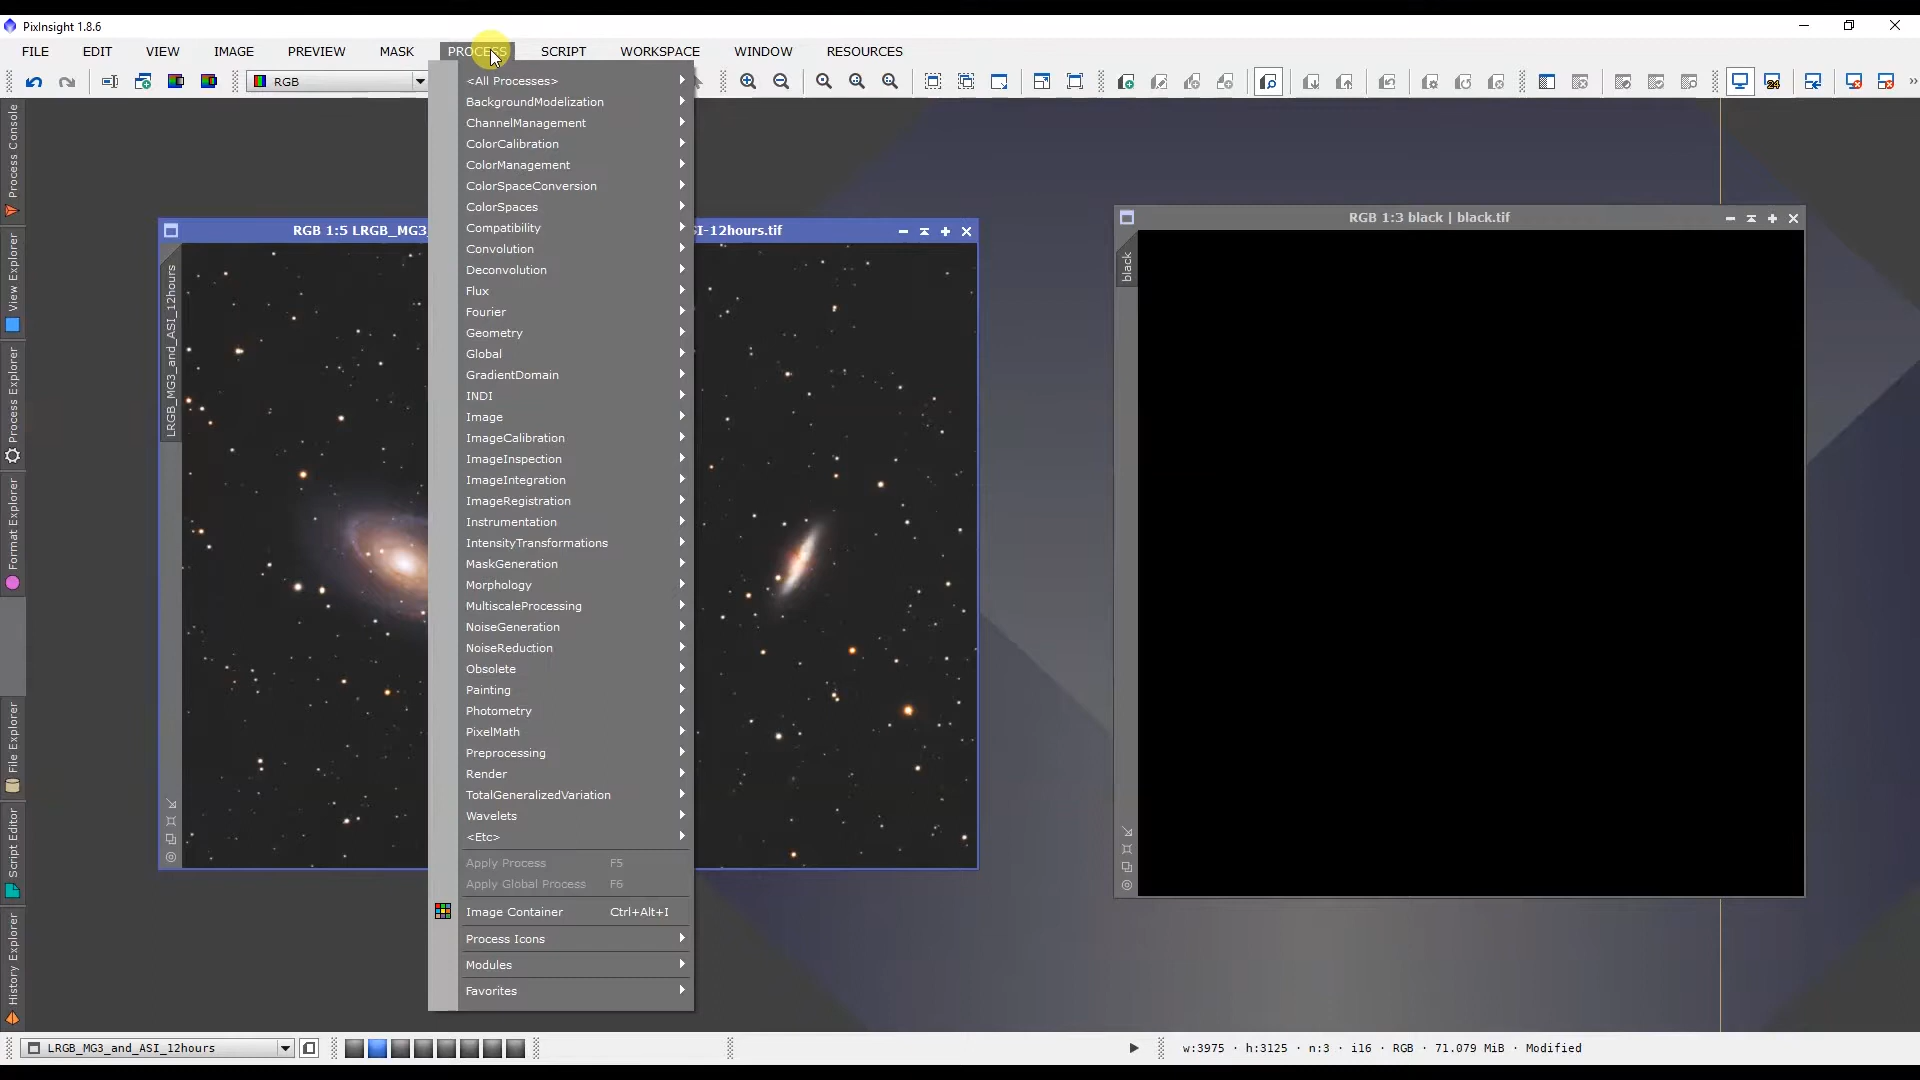 PixInsight 1.8.6
FILE EDIT VIEW IMAGE PREVIEW MASK PROCESS SCRIPT WORKSPACE WINDOW RESOURCES
RGB
24
<All Processes>
BackgroundModelization
ChannelManagement
ColorCalibration
ColorManagement
ColorSpaceConversion
ColorSpaces
Compatibility
Convolution
Deconvolution
Flux
Fourier
Geometry
Global
GradientDomain
INDI
Image
ImageCalibration
ImageInspection
ImageIntegration
ImageRegistration
Instrumentation
IntensityTransformations
MaskGeneration
Morphology
MultiscaleProcessing
NoiseGeneration
NoiseReduction
Obsolete
Painting
Photometry
PixelMath
Preprocessing
Render
TotalGeneralizedVariation
Wavelets
<Etc>
Apply Process F5
Apply Global Process F6
Image Container Ctrl+Alt+I
Process Icons
Modules
Favorites
Process Console
View Explorer
Process Explorer
Format Explorer
File Explorer
Script Editor
History Explorer
RGB 1:5 LRGB_MG3_
SI-12hours.tif
LRGB_MG3_and_ASI_12hours
RGB 1:3 black | black.tif
black
LRGB_MG3_and_ASI_12hours
w:3975 · h:3125 · n:3 · i16 · RGB · 71.079 MiB · Modified